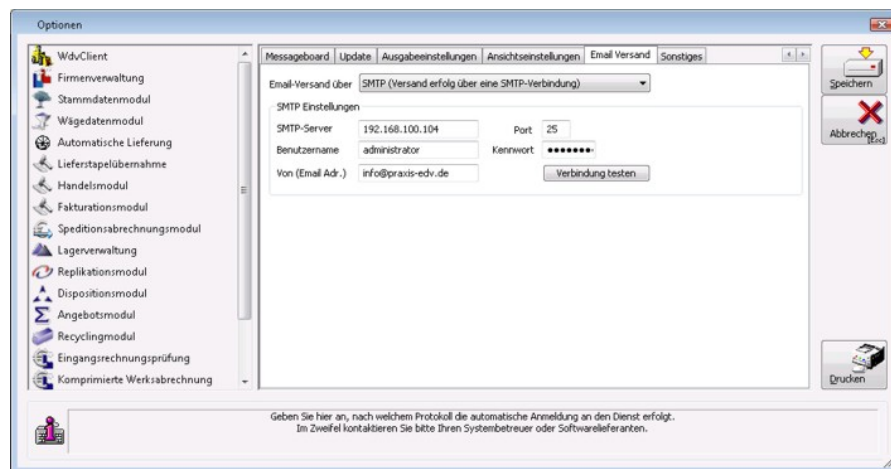 Optionen
WdvClient
Firmenverwaltung
Stammdatenmodul
Wägedatenmodul
Automatische Lieferung
Lieferstapelübernahme
Handelsmodul
Fakturationsmodul
Speditionsabrechnungsmodul
Lagerverwaltung
Replikationsmodul
Dispositionsmodul
Angebotsmodul
Recyclingmodul
Eingangsrechnungsprüfung
Komprimierte Werksabrechnung
Messageboard Update Ausgabeeinstellungen Ansichtseinstellungen Email Versand Sonstiges
Email-Versand über SMTP (Versand erfolg über eine SMTP-Verbindung)
SMTP Einstellungen
SMTP-Server 192.168.100.104 Port 25
Benutzername administrator Kennwort ●●●●●●●
Von (Email Adr.) info@praxis-edv.de Verbindung testen
Speichern
Abbrechen [Esc]
Drucken
Geben Sie hier an, nach welchem Protokoll die automatische Anmeldung an den Dienst erfolgt.
Im Zweifel kontaktieren Sie bitte Ihren Systembetreuer oder Softwarelieferanten.